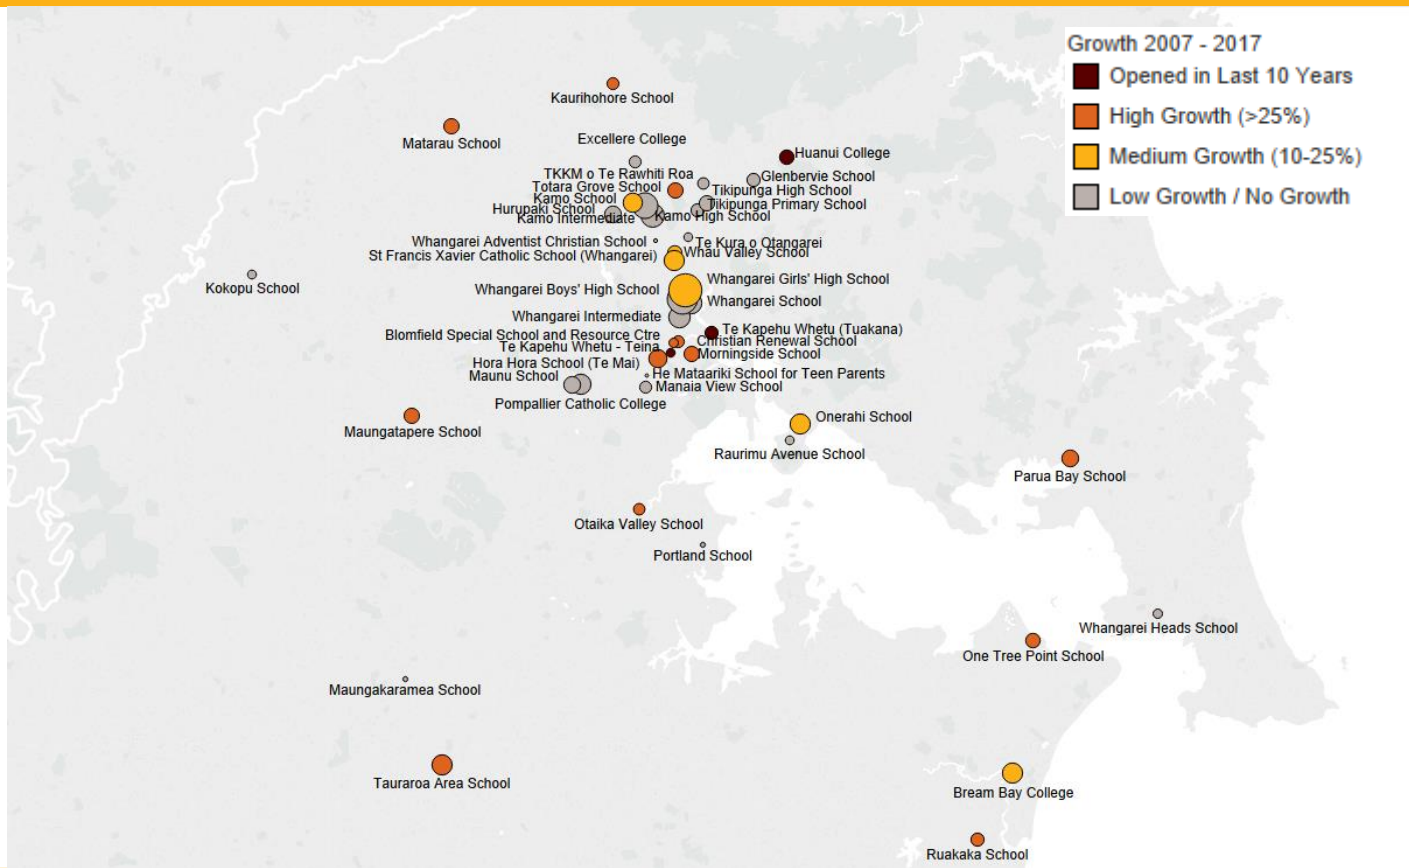 Growth 2007 - 2017
Opened in Last 10 Years
High Growth (>25%)
Medium Growth (10-25%)
Low Growth / No Growth
Kaurihohore School
Matarau School
Excellere College
Huanui College
TKKM o Te Rawhiti Roa
Glenbervie School
Totara Grove School
Tikipunga High School
Kamo School
Tikipunga Primary School
Hurupaki School
Kamo High School
Kamo Intermediate
Whangarei Adventist Christian School
Te Kura o Otangarei
St Francis Xavier Catholic School (Whangarei)
Whau Valley School
Kokopu School
Whangarei Girls' High School
Whangarei Boys' High School
Whangarei School
Whangarei Intermediate
Te Kapehu Whetu (Tuakana)
Blomfield Special School and Resource Ctre
Christian Renewal School
Te Kapehu Whetu - Teina
Morningside School
Hora Hora School (Te Mai)
He Mataariki School for Teen Parents
Maunu School
Manaia View School
Pompallier Catholic College
Onerahi School
Maungatapere School
Raurimu Avenue School
Parua Bay School
Otaika Valley School
Portland School
Whangarei Heads School
One Tree Point School
Maungakaramea School
Tauraroa Area School
Bream Bay College
Ruakaka School